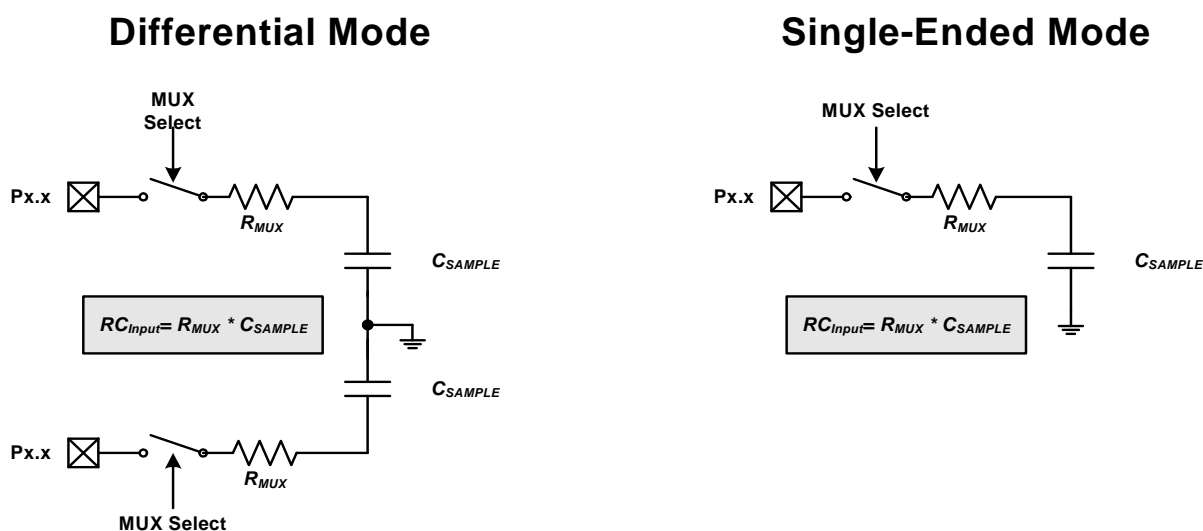 Differential Mode
MUX
Select
Px.x
R_MUX
C_SAMPLE
RC_Input= R_MUX * C_SAMPLE
C_SAMPLE
Px.x
R_MUX
MUX Select
Single-Ended Mode
MUX Select
Px.x
R_MUX
C_SAMPLE
RC_Input= R_MUX * C_SAMPLE